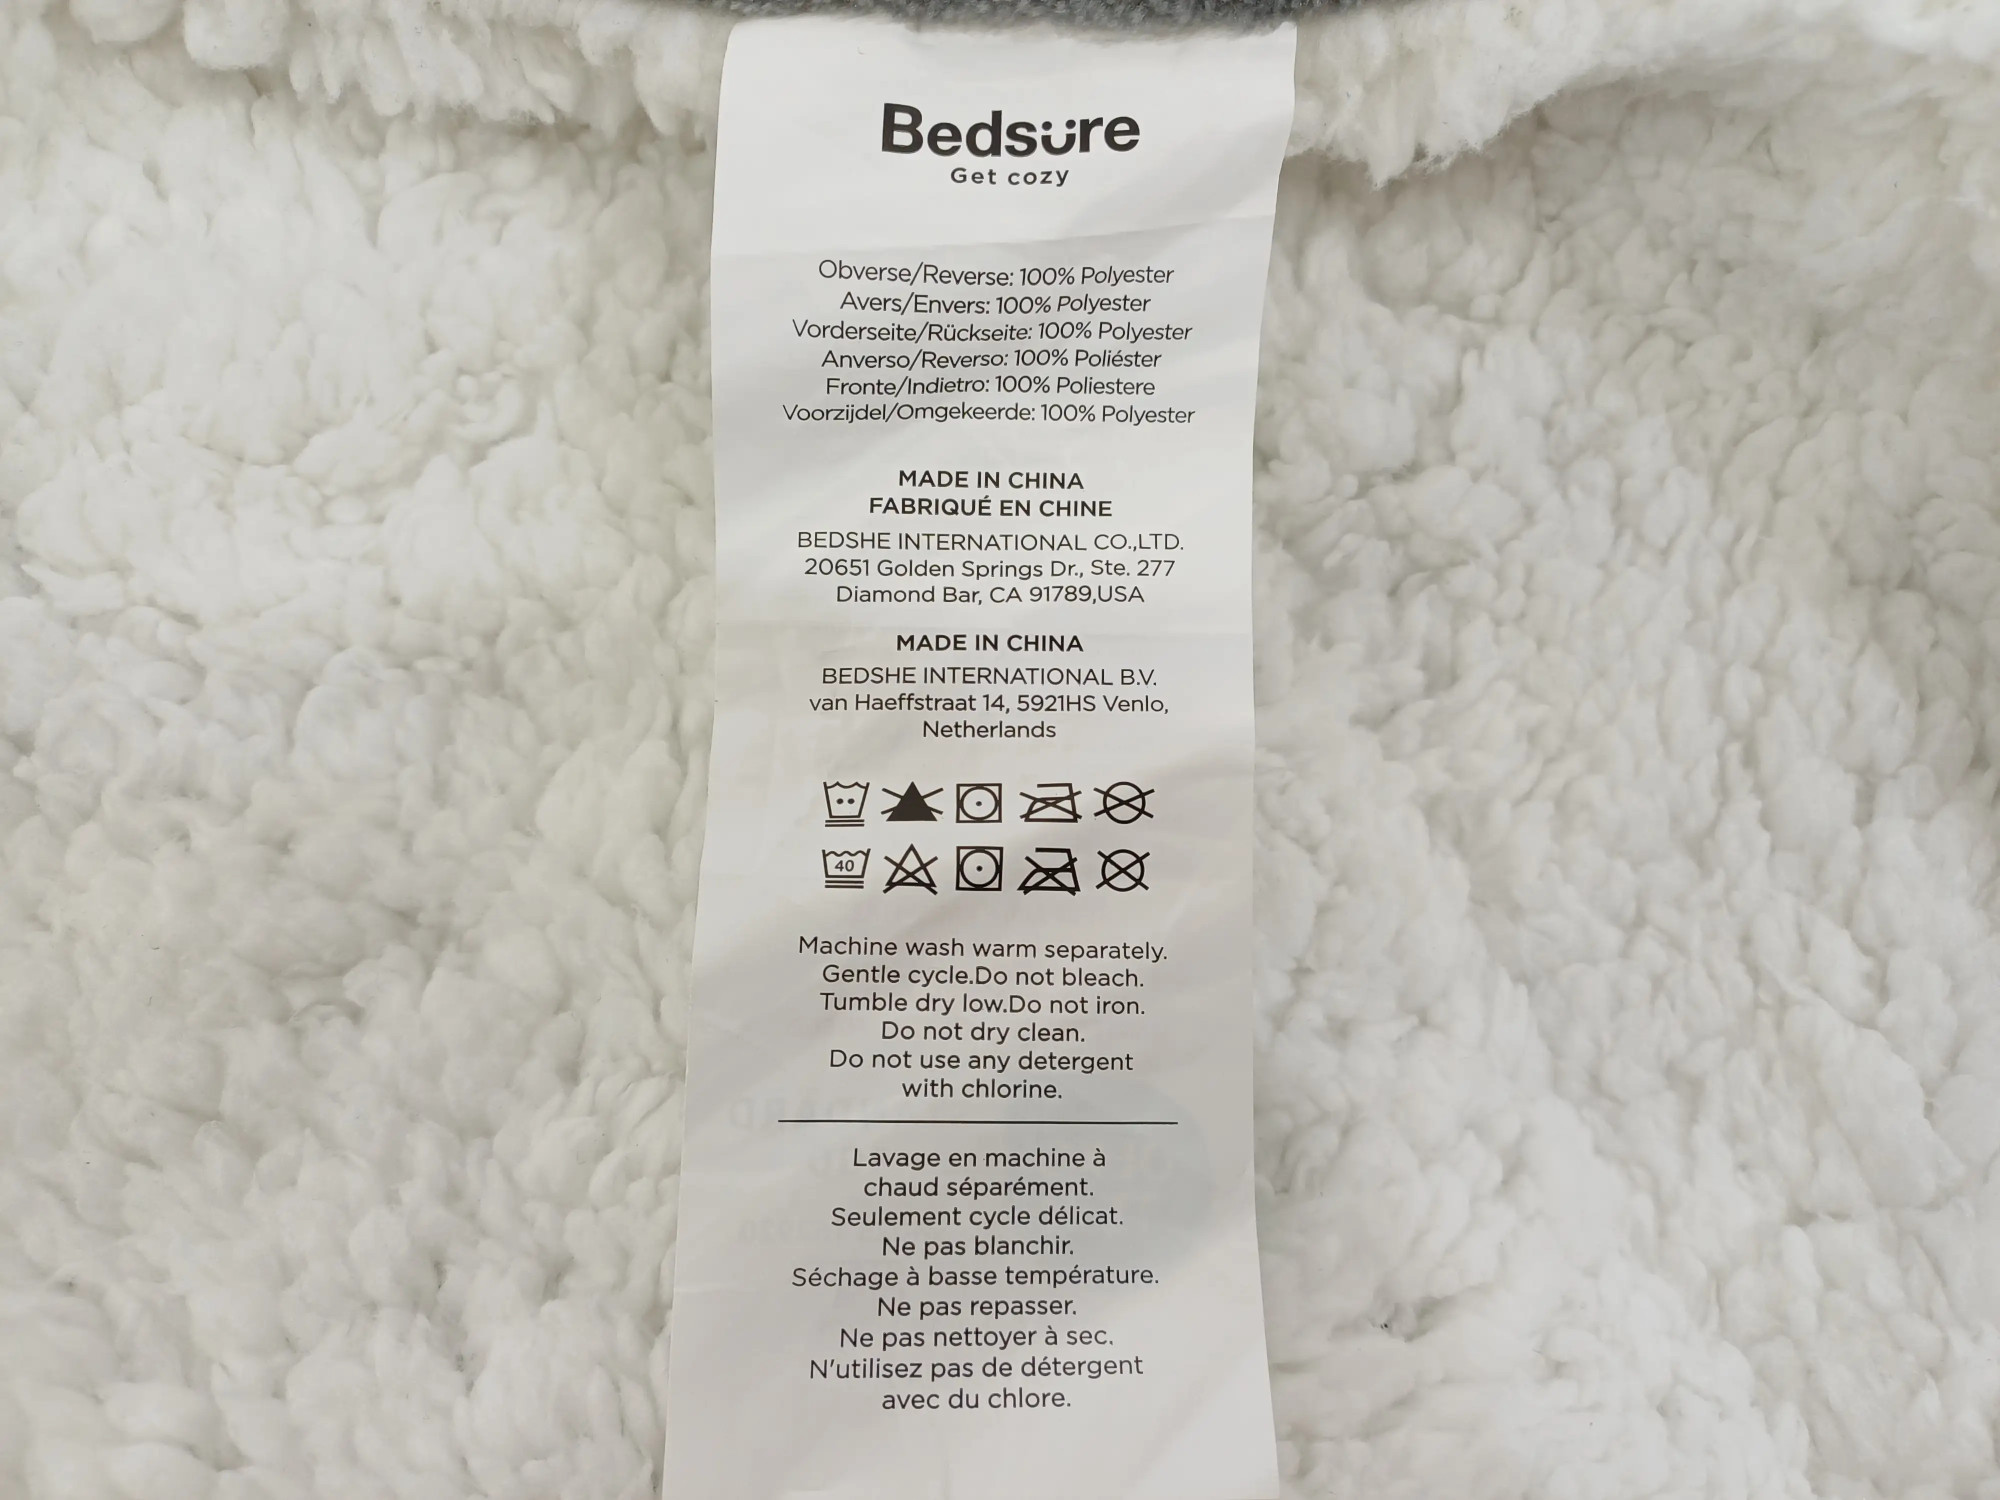 Bedsüre
Get cozy
Obverse/Reverse: 100% Polyester
Avers/Envers: 100% Polyester
Vorderseite/Rückseite: 100% Polyester
Anverso/Reverso: 100% Poliéster
Fronte/Indietro: 100% Poliestere
Voorzijdel/Omgekeerde: 100% Polyester
MADE IN CHINA
FABRIQUÉ EN CHINE
BEDSHE INTERNATIONAL CO.,LTD.
20651 Golden Springs Dr., Ste. 277
Diamond Bar, CA 91789,USA
MADE IN CHINA
BEDSHE INTERNATIONAL B.V.
van Haeffstraat 14, 5921HS Venlo,
Netherlands
40
Machine wash warm separately.
Gentle cycle.Do not bleach.
Tumble dry low.Do not iron.
Do not dry clean.
Do not use any detergent
with chlorine.
Lavage en machine à
chaud séparément.
Seulement cycle délicat.
Ne pas blanchir.
Séchage à basse température.
Ne pas repasser.
Ne pas nettoyer à sec.
N'utilisez pas de détergent
avec du chlore.